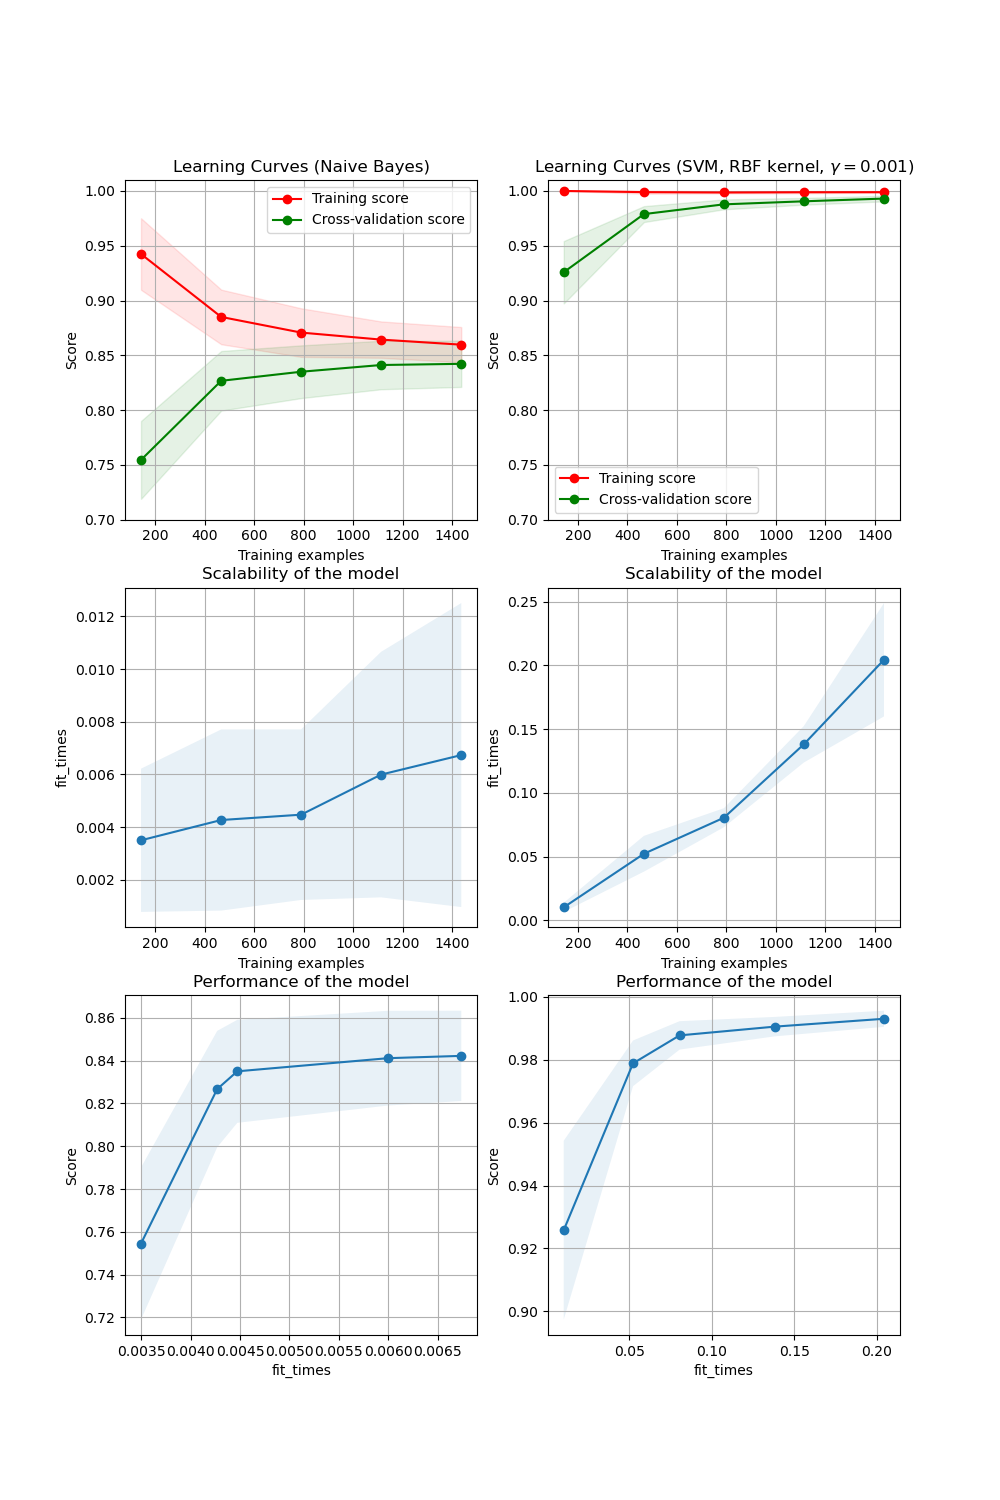 Learning Curves (Naive Bayes)
1.00
0.95
0.90
0.85
0.80
0.75
0.70
Score
Training score
Cross-validation score
200 400 600 800 1000 1200 1400
Training examples
Learning Curves (SVM, RBF kernel, γ = 0.001)
1.00
0.95
0.90
0.85
0.80
0.75
0.70
Score
Training score
Cross-validation score
200 400 600 800 1000 1200 1400
Training examples
Scalability of the model
0.012
0.010
0.008
0.006
0.004
0.002
fit_times
200 400 600 800 1000 1200 1400
Training examples
Scalability of the model
0.25
0.20
0.15
0.10
0.05
0.00
fit_times
200 400 600 800 1000 1200 1400
Training examples
Performance of the model
0.86
0.84
0.82
0.80
0.78
0.76
0.74
0.72
Score
0.0035 0.0040 0.0045 0.0050 0.0055 0.0060 0.0065
fit_times
Performance of the model
1.00
0.98
0.96
0.94
0.92
0.90
Score
0.05 0.10 0.15 0.20
fit_times